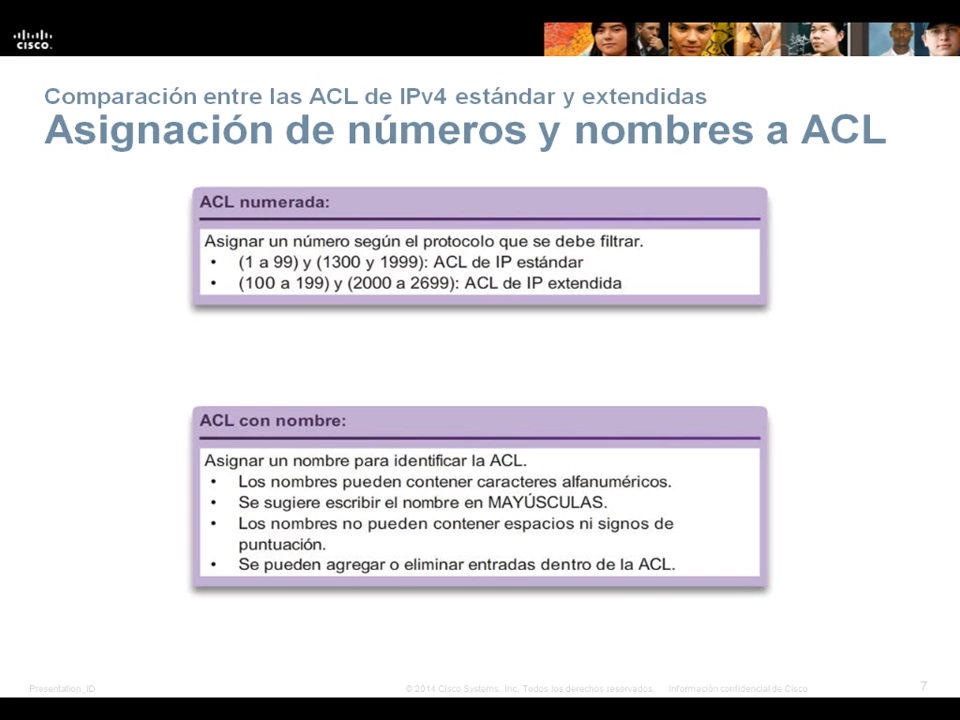 CISCO.
Comparación entre las ACL de IPv4 estándar y extendidas
Asignación de números y nombres a ACL
ACL numerada:
Asignar un número según el protocolo que se debe filtrar.
• (1 a 99) y (1300 y 1999): ACL de IP estándar
• (100 a 199) y (2000 a 2699): ACL de IP extendida
ACL con nombre:
Asignar un nombre para identificar la ACL.
• Los nombres pueden contener caracteres alfanuméricos.
• Se sugiere escribir el nombre en MAYÚSCULAS.
• Los nombres no pueden contener espacios ni signos de
puntuación.
• Se pueden agregar o eliminar entradas dentro de la ACL.
Presentation_ID
© 2014 Cisco Systems, Inc. Todos los derechos reservados.
Información confidencial de Cisco
7